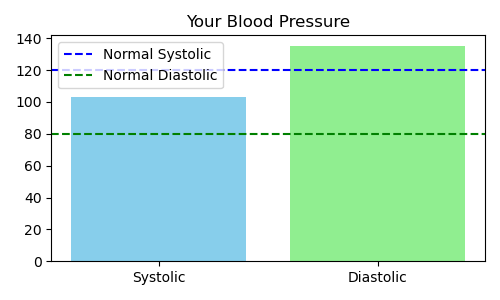 Your Blood Pressure
140
120
100
80
60
40
20
0
Normal Systolic
Normal Diastolic
Systolic
Diastolic